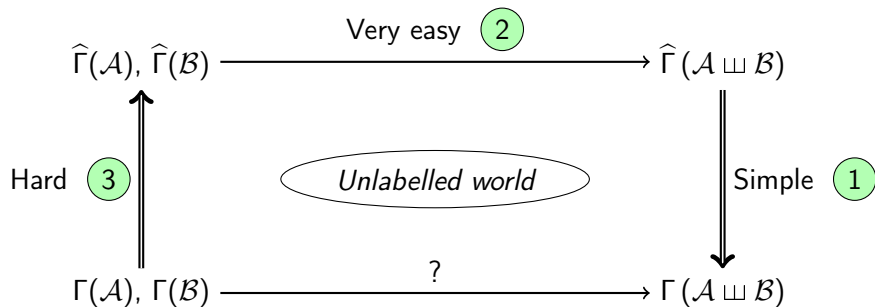 Very easy 2
Γ̂(𝒜), Γ̂(ℬ)
Γ̂ (𝒜 ⧢ ℬ)
Hard 3
Unlabelled world
Simple 1
?
Γ(𝒜), Γ(ℬ)
Γ (𝒜 ⧢ ℬ)